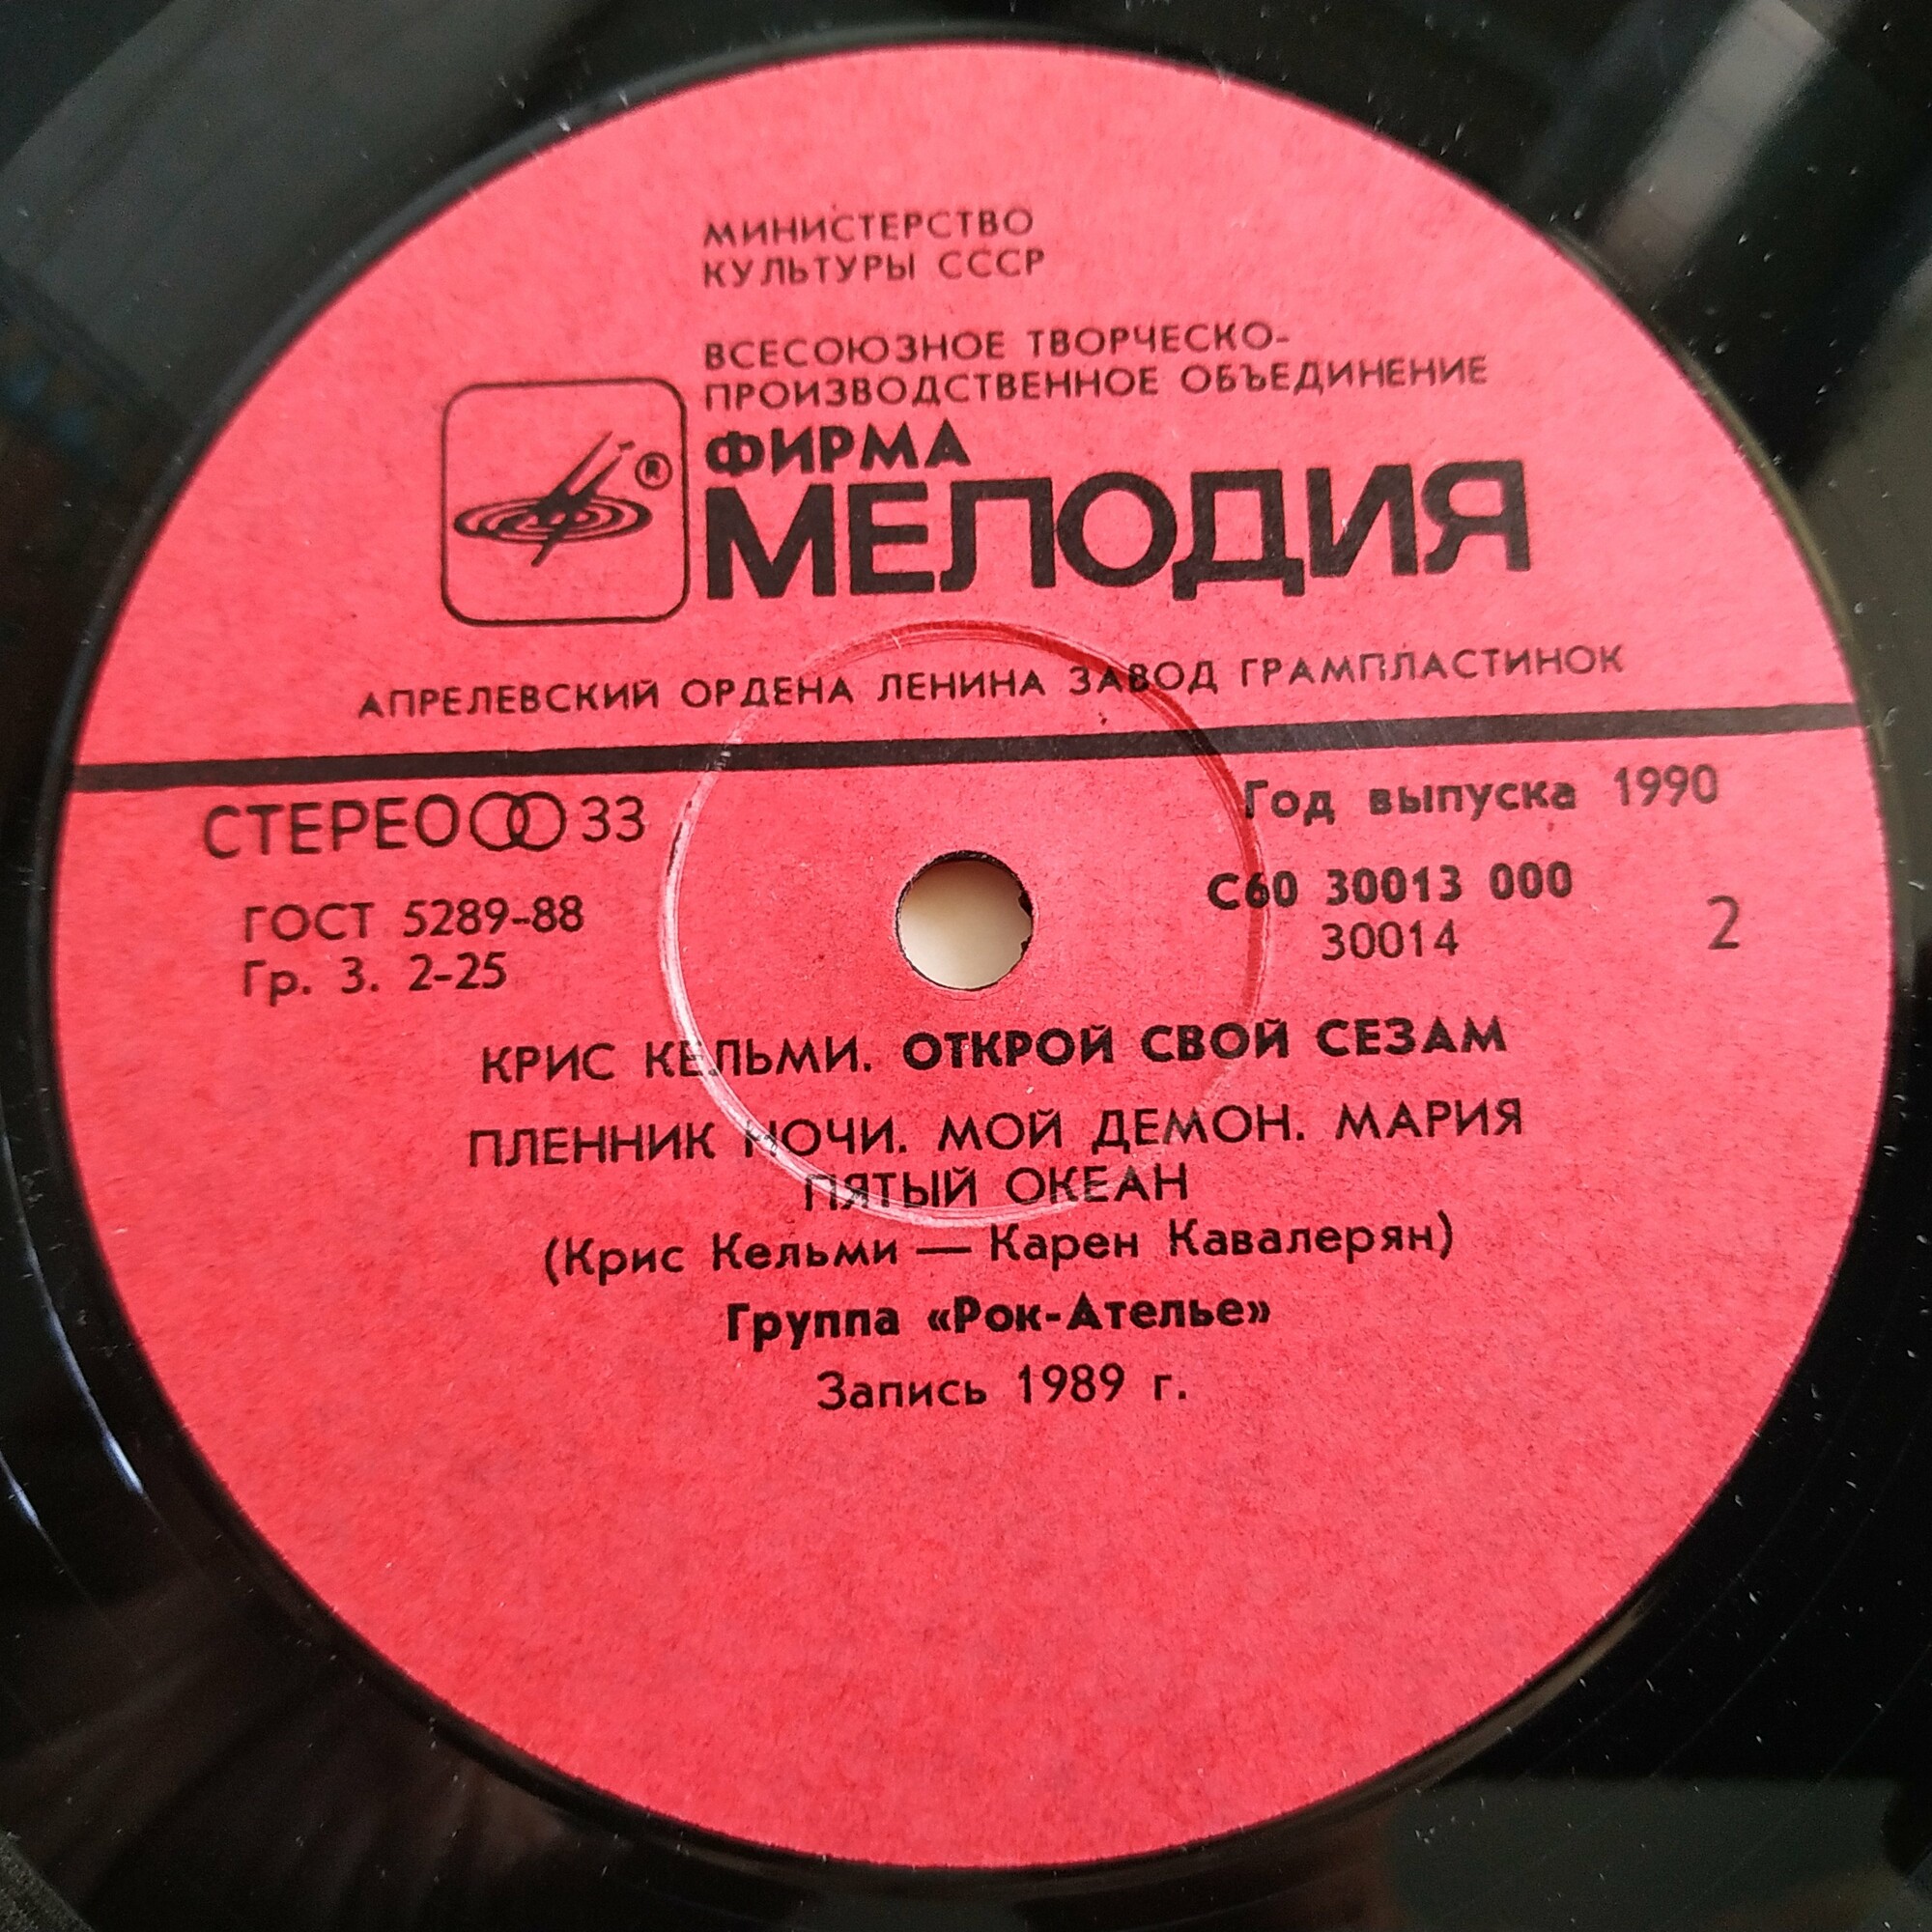 МИНИСТЕРСТВО
КУЛЬТУРЫ СССР
ВСЕСОЮЗНОЕ ТВОРЧЕСКО-
ПРОИЗВОДСТВЕННОЕ ОБЪЕДИНЕНИЕ
®
ФИРМА
МЕЛОДИЯ
АПРЕЛЕВСКИЙ ОРДЕНА ЛЕНИНА ЗАВОД ГРАМПЛАСТИНОК
СТЕРЕО 33
Год выпуска 1990
ГОСТ 5289-88
Гр. 3. 2-25
С60 30013 000
30014
2
КРИС КЕЛЬМИ. ОТКРОЙ СВОЙ СЕЗАМ
ПЛЕННИК НОЧИ. МОЙ ДЕМОН. МАРИЯ
ПЯТЫЙ ОКЕАН
(Крис Кельми — Карен Кавалерян)
Группа «Рок-Ателье»
Запись 1989 г.